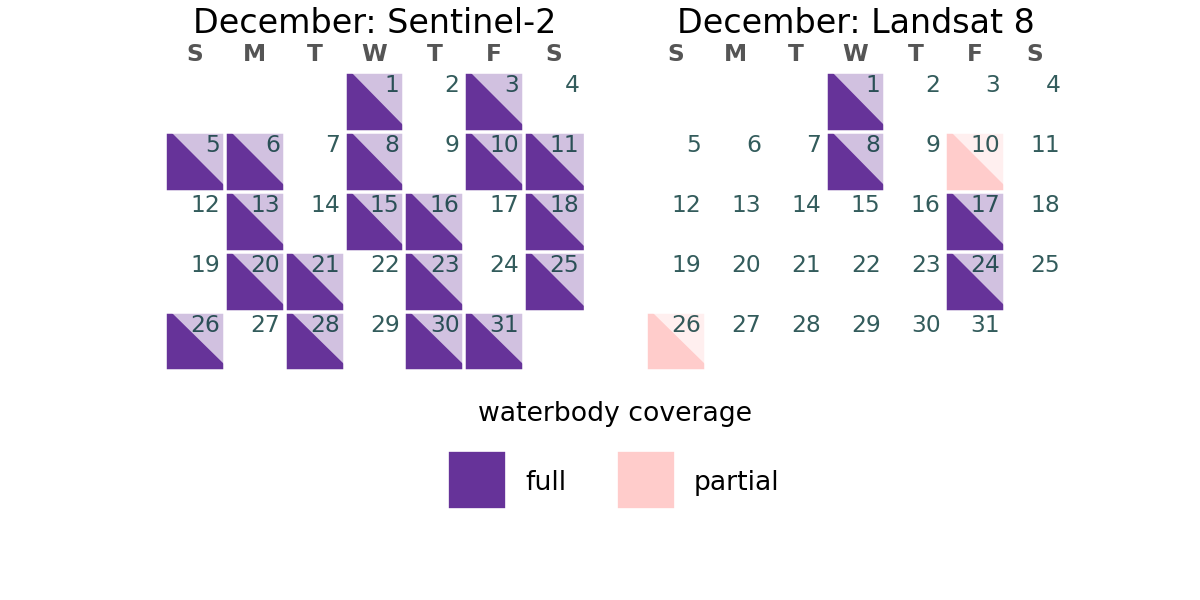 December: Sentinel-2
S M T W T F S
1 2 3 4
5 6 7 8 9 10 11
12 13 14 15 16 17 18
19 20 21 22 23 24 25
26 27 28 29 30 31
December: Landsat 8
S M T W T F S
1 2 3 4
5 6 7 8 9 10 11
12 13 14 15 16 17 18
19 20 21 22 23 24 25
26 27 28 29 30 31
waterbody coverage
full partial